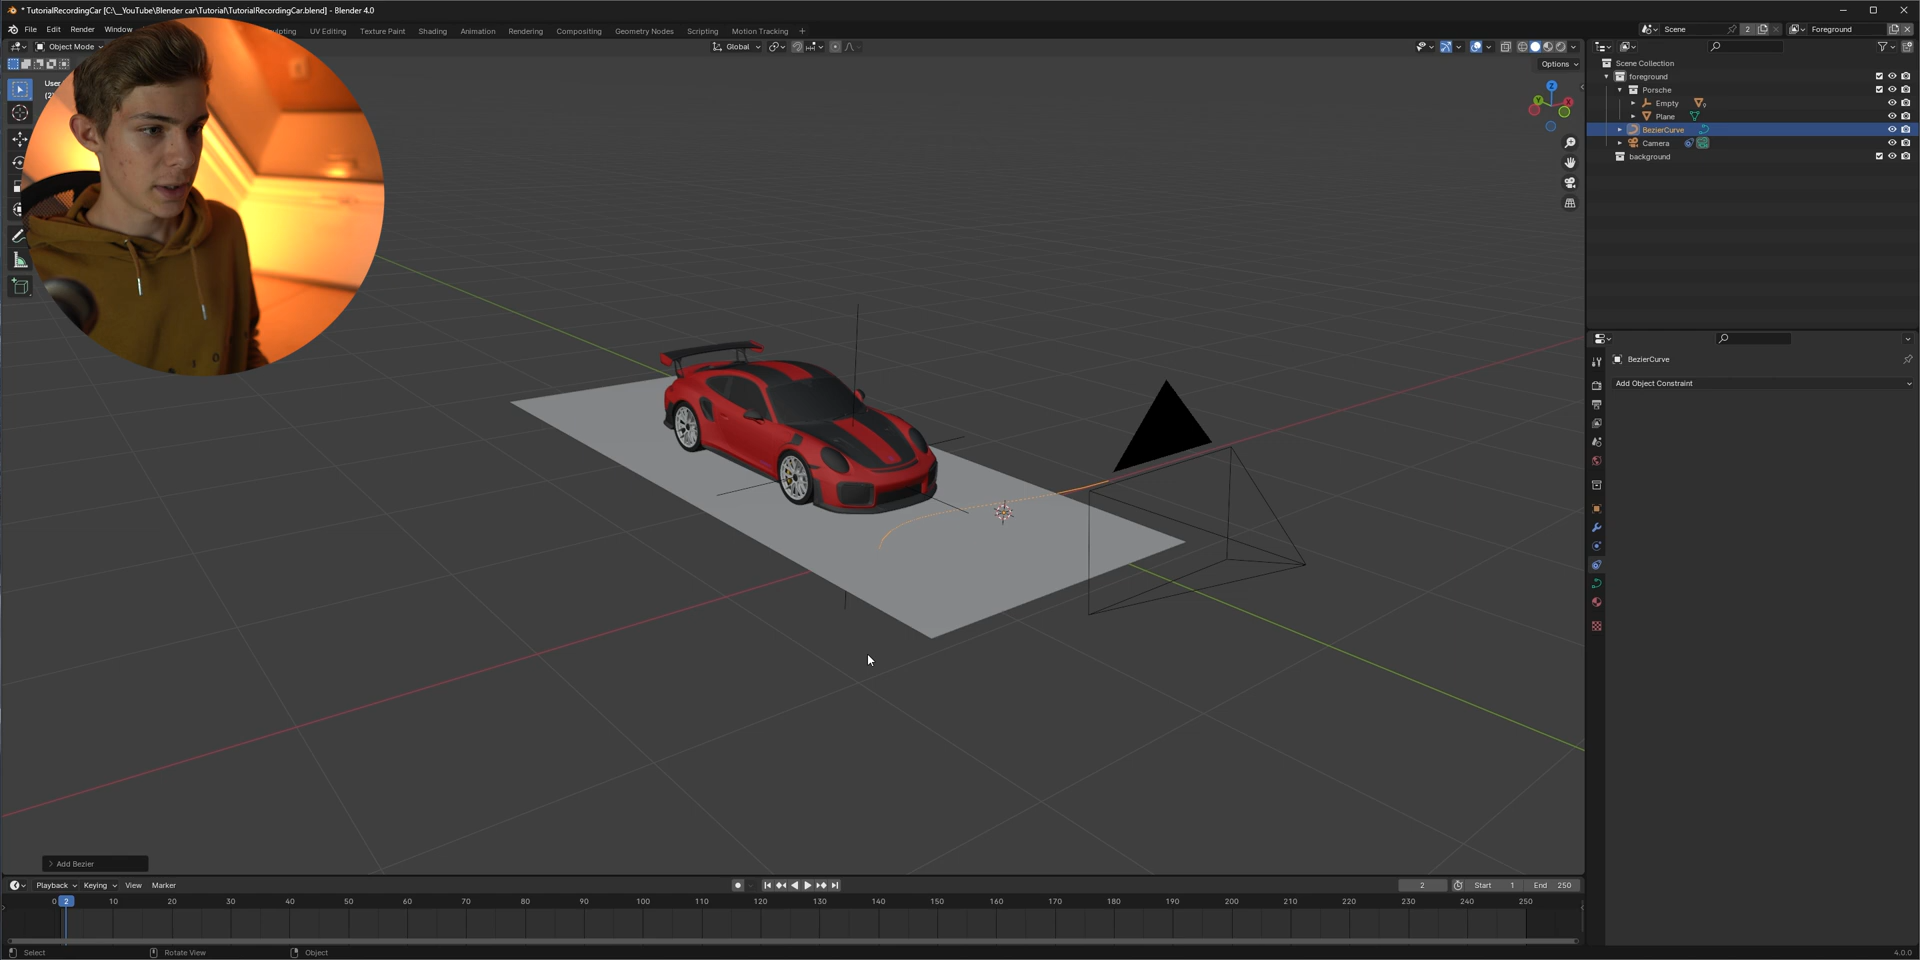 * TutorialRecordingCar [C:\__YouTube\Blender car\Tutorial\TutorialRecordingCar.blend] - Blender 4.0
File Edit Render Window
UV Editing Texture Paint Shading Animation Rendering Compositing Geometry Nodes Scripting Motion Tracking +
Scene 2 Foreground
Object Mode
Global
Options
User
(2)
Z
Y
X
Scene Collection
foreground
Porsche
Empty
Plane
BezierCurve
Camera
background
BezierCurve
Add Object Constraint
Add Bezier
Playback Keying View Marker
2 Start 1 End 250
0 2 10 20 30 40 50 60 70 80 90 100 110 120 130 140 150 160 170 180 190 200 210 220 230 240 250
Select Rotate View Object
4.0.0